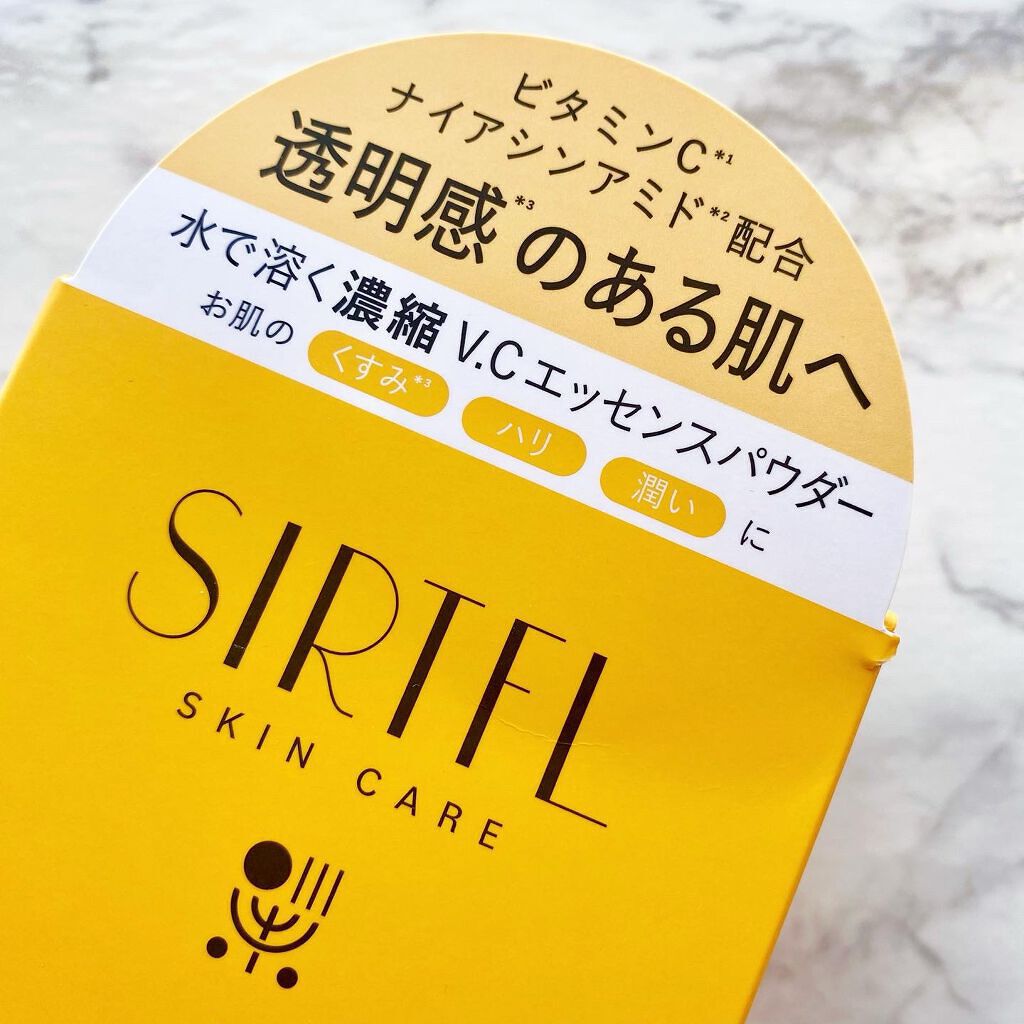 ビタミンC*1
ナイアシンアミド*2配合
透明感*3のある肌へ
水で溶く濃縮V.Cエッセンスパウダー
お肌の くすみ*3 ハリ 潤い に
SIRTFL
SKIN CARE